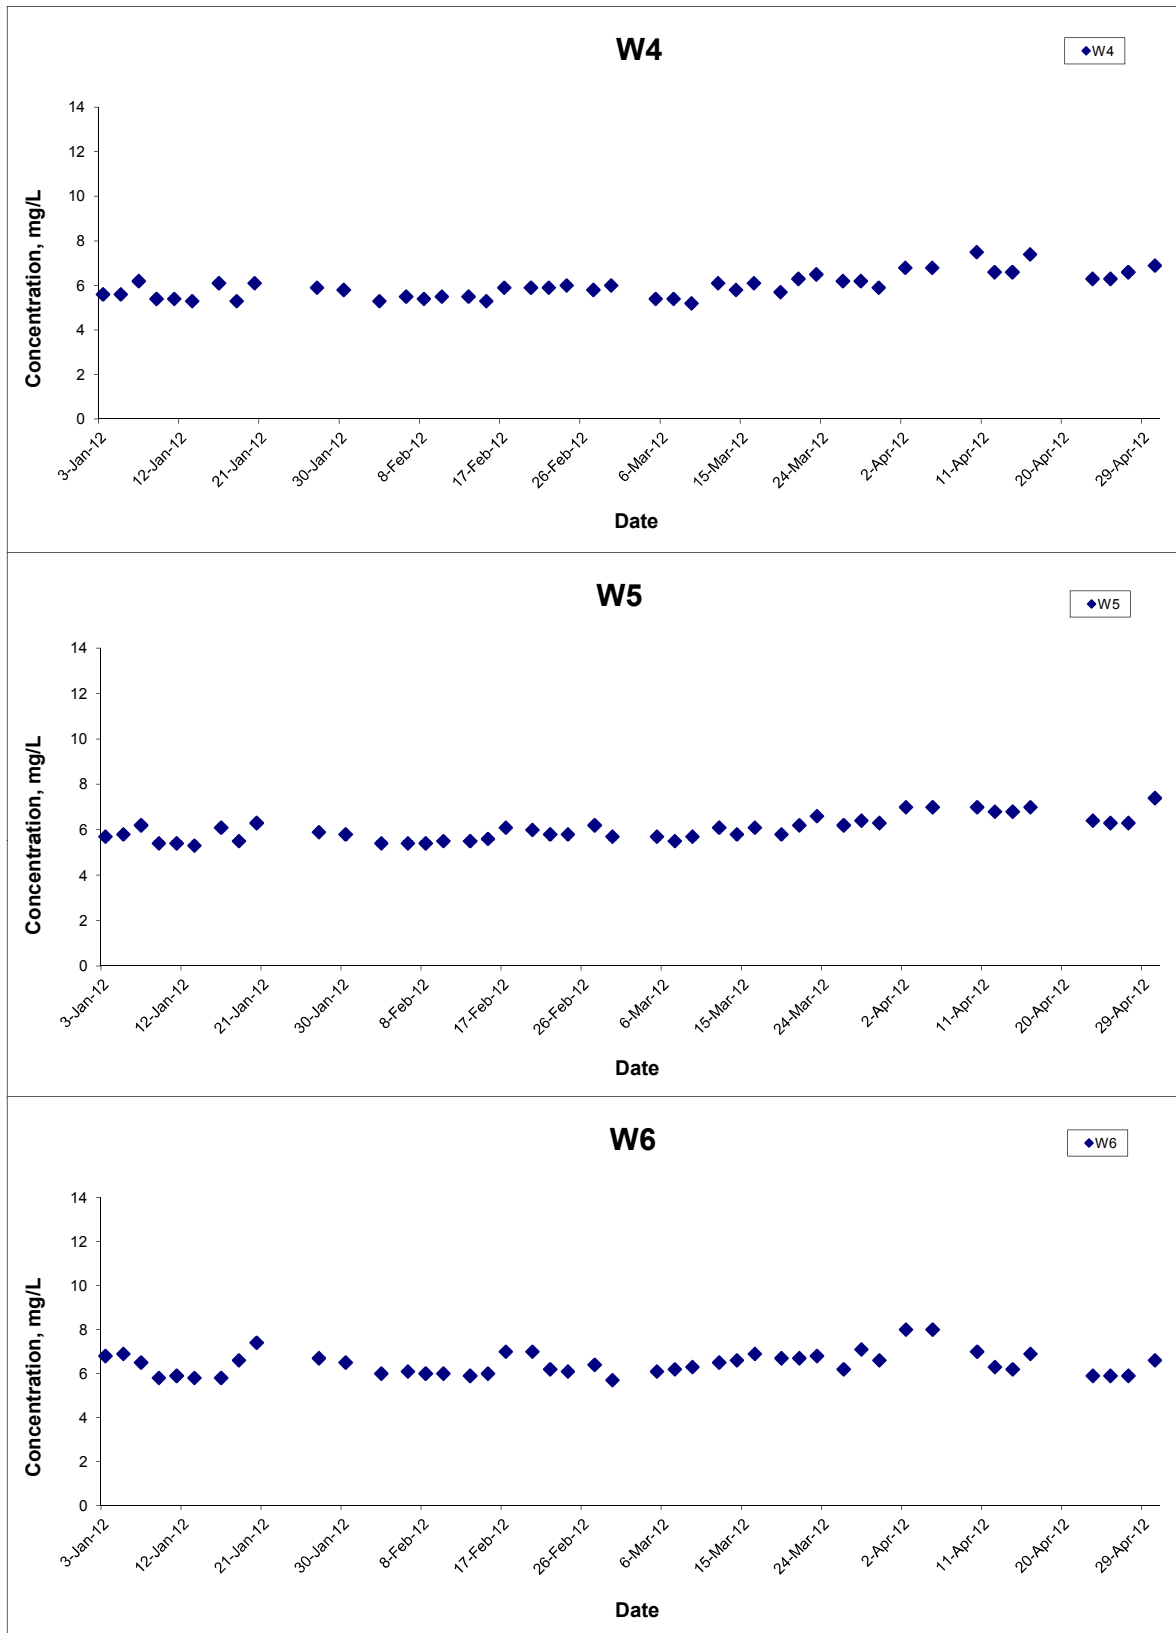 W4
W4
14
12
10
8
6
4
2
0
Concentration, mg/L
3-Jan-12 12-Jan-12 21-Jan-12 30-Jan-12 8-Feb-12 17-Feb-12 26-Feb-12 6-Mar-12 15-Mar-12 24-Mar-12 2-Apr-12 11-Apr-12 20-Apr-12 29-Apr-12
Date
W5
W5
14
12
10
8
6
4
2
0
Concentration, mg/L
3-Jan-12 12-Jan-12 21-Jan-12 30-Jan-12 8-Feb-12 17-Feb-12 26-Feb-12 6-Mar-12 15-Mar-12 24-Mar-12 2-Apr-12 11-Apr-12 20-Apr-12 29-Apr-12
Date
W6
W6
14
12
10
8
6
4
2
0
Concentration, mg/L
3-Jan-12 12-Jan-12 21-Jan-12 30-Jan-12 8-Feb-12 17-Feb-12 26-Feb-12 6-Mar-12 15-Mar-12 24-Mar-12 2-Apr-12 11-Apr-12 20-Apr-12 29-Apr-12
Date